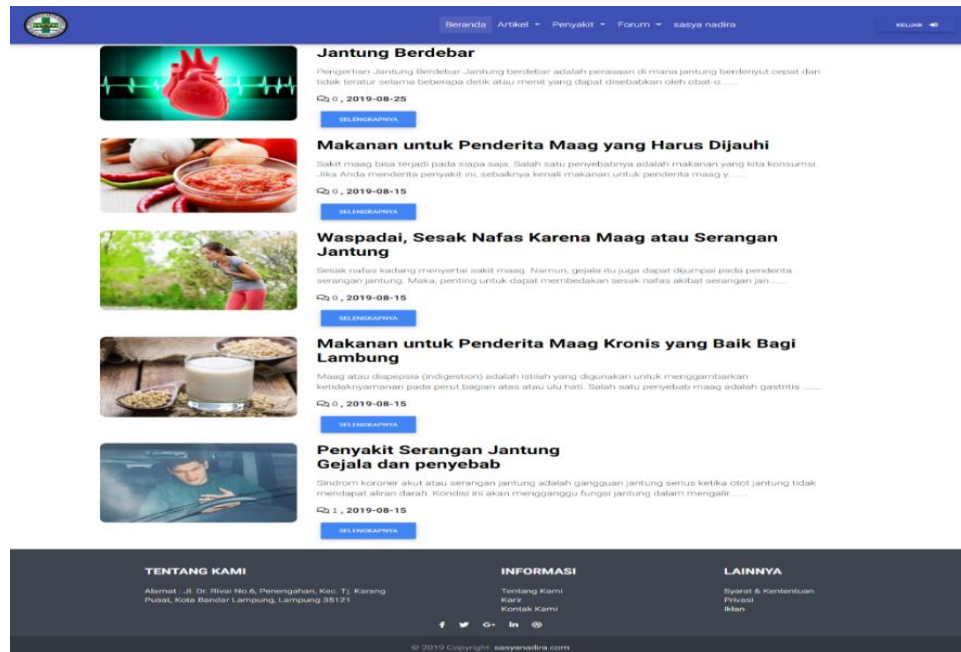 Beranda Artikel Penyakit Forum sasya nadira KELUAR
Jantung Berdebar
Pengertian Jantung Berdebar Jantung berdebar adalah perasaan di mana jantung berdenyut cepat dan
tidak teratur selama beberapa detik atau menit yang dapat disebabkan oleh obat-o.......
0 , 2019-08-25
SELENGKAPNYA
Makanan untuk Penderita Maag yang Harus Dijauhi
Sakit maag bisa terjadi pada siapa saja. Salah satu penyebabnya adalah makanan yang kita konsumsi.
Jika Anda menderita penyakit ini, sebaiknya kenali makanan untuk penderita maag y.......
0 , 2019-08-15
SELENGKAPNYA
Waspadai, Sesak Nafas Karena Maag atau Serangan
Jantung
Sesak nafas kadang menyertai sakit maag. Namun, gejala itu juga dapat dijumpai pada penderita
serangan jantung. Maka, penting untuk dapat membedakan sesak nafas akibat serangan jan.......
0 , 2019-08-15
SELENGKAPNYA
Makanan untuk Penderita Maag Kronis yang Baik Bagi
Lambung
Maag atau dispepsia (indigestion) adalah istilah yang digunakan untuk menggambarkan
ketidaknyamanan pada perut bagian atas atau ulu hati. Salah satu penyebab maag adalah gastritis .......
0 , 2019-08-15
SELENGKAPNYA
Penyakit Serangan Jantung
Gejala dan penyebab
Sindrom koroner akut atau serangan jantung adalah gangguan jantung serius ketika otot jantung tidak
mendapat aliran darah. Kondisi ini akan mengganggu fungsi jantung dalam mengalir.......
1 , 2019-08-15
SELENGKAPNYA
TENTANG KAMI
Alamat : Jl. Dr. Rivai No.6, Penengahan, Kec. Tj. Karang
Pusat, Kota Bandar Lampung, Lampung 35121
INFORMASI
Tentang Kami
Karir
Kontak Kami
LAINNYA
Syarat & Kententuan
Privasi
Iklan
© 2019 Copyright: sasyanadira.com